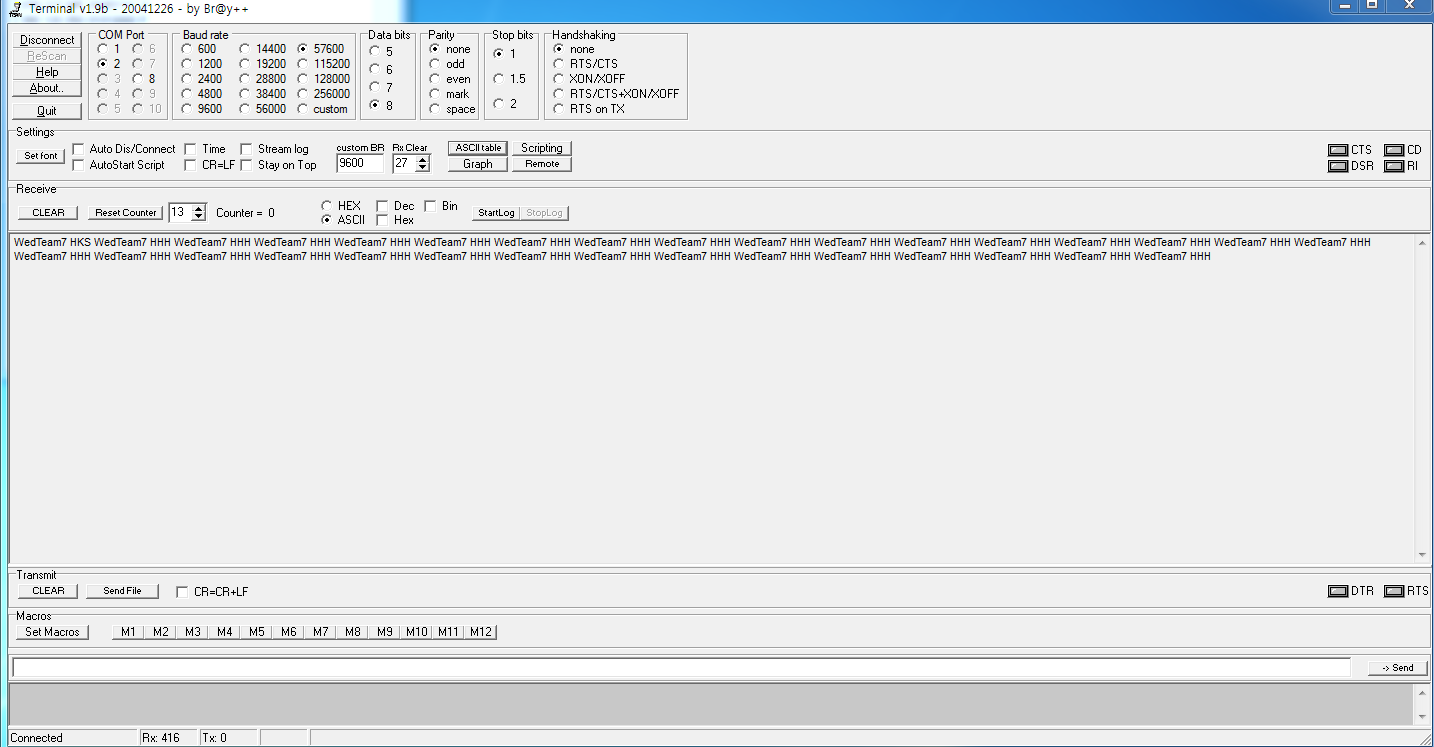 Terminal v1.9b - 20041226 - by Br@y++
Disconnect
ReScan
Help
About..
Quit
COM Port
1 6
2 7
3 8
4 9
5 10
Baud rate
600 14400 57600
1200 19200 115200
2400 28800 128000
4800 38400 256000
9600 56000 custom
Data bits
5
6
7
8
Parity
none
odd
even
mark
space
Stop bits
1
1.5
2
Handshaking
none
RTS/CTS
XON/XOFF
RTS/CTS+XON/XOFF
RTS on TX
Settings
Set font
Auto Dis/Connect Time Stream log
AutoStart Script CR=LF Stay on Top
custom BR Rx Clear
9600 27
ASCII table Scripting
Graph Remote
CTS CD
DSR RI
Receive
CLEAR Reset Counter 13 Counter = 0
HEX Dec Bin
ASCII Hex
StartLog StopLog
WedTeam7 HKS WedTeam7 HHH WedTeam7 HHH WedTeam7 HHH WedTeam7 HHH WedTeam7 HHH WedTeam7 HHH WedTeam7 HHH WedTeam7 HHH WedTeam7 HHH WedTeam7 HHH WedTeam7 HHH WedTeam7 HHH WedTeam7 HHH WedTeam7 HHH WedTeam7 HHH WedTeam7 HHH
WedTeam7 HHH WedTeam7 HHH WedTeam7 HHH WedTeam7 HHH WedTeam7 HHH WedTeam7 HHH WedTeam7 HHH WedTeam7 HHH WedTeam7 HHH WedTeam7 HHH WedTeam7 HHH WedTeam7 HHH WedTeam7 HHH WedTeam7 HHH WedTeam7 HHH
Transmit
CLEAR Send File CR=CR+LF
DTR RTS
Macros
Set Macros M1 M2 M3 M4 M5 M6 M7 M8 M9 M10 M11 M12
-> Send
Connected Rx: 416 Tx: 0